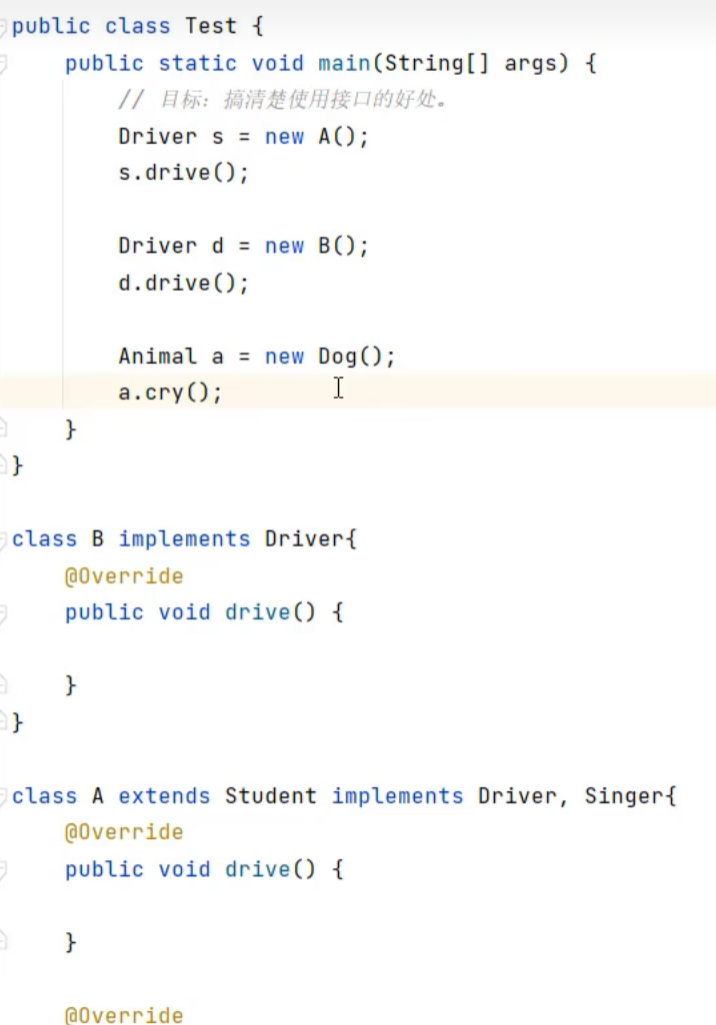 public class Test {
    public static void main(String[] args) {
        // 目标：搞清楚使用接口的好处。
        Driver s = new A();
        s.drive();

        Driver d = new B();
        d.drive();

        Animal a = new Dog();
        a.cry();
    }
}

class B implements Driver{
    @Override
    public void drive() {

    }
}

class A extends Student implements Driver, Singer{
    @Override
    public void drive() {

    }

    @Override